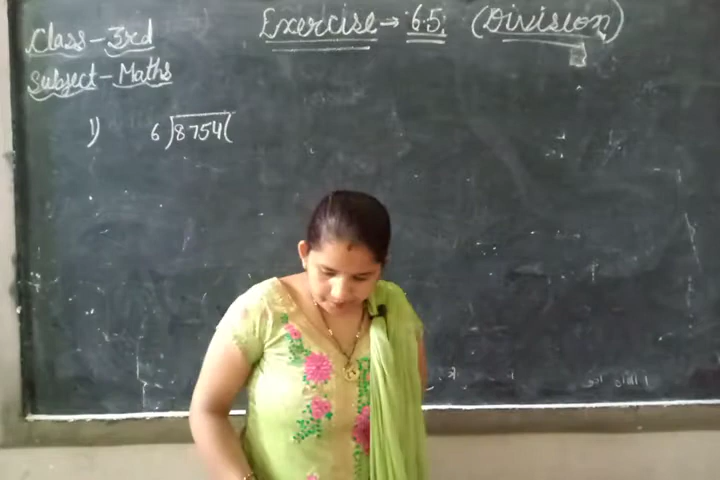 Class - 3rd
Exercise → 6.5. (Division)
Subject - Maths
1) 6)8754(